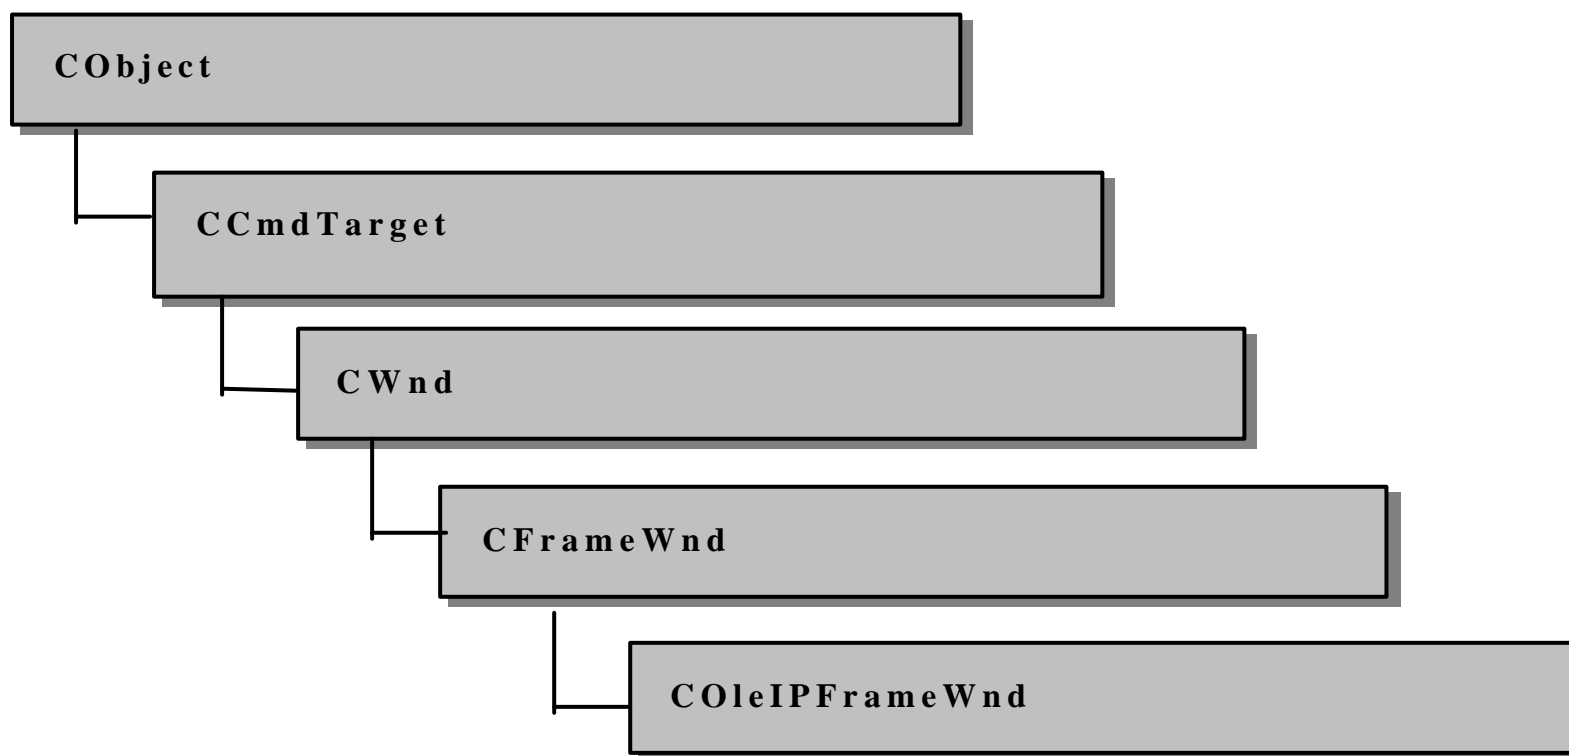 CObject
CCmdTarget
CWnd
CFrameWnd
COleIPFrameWnd